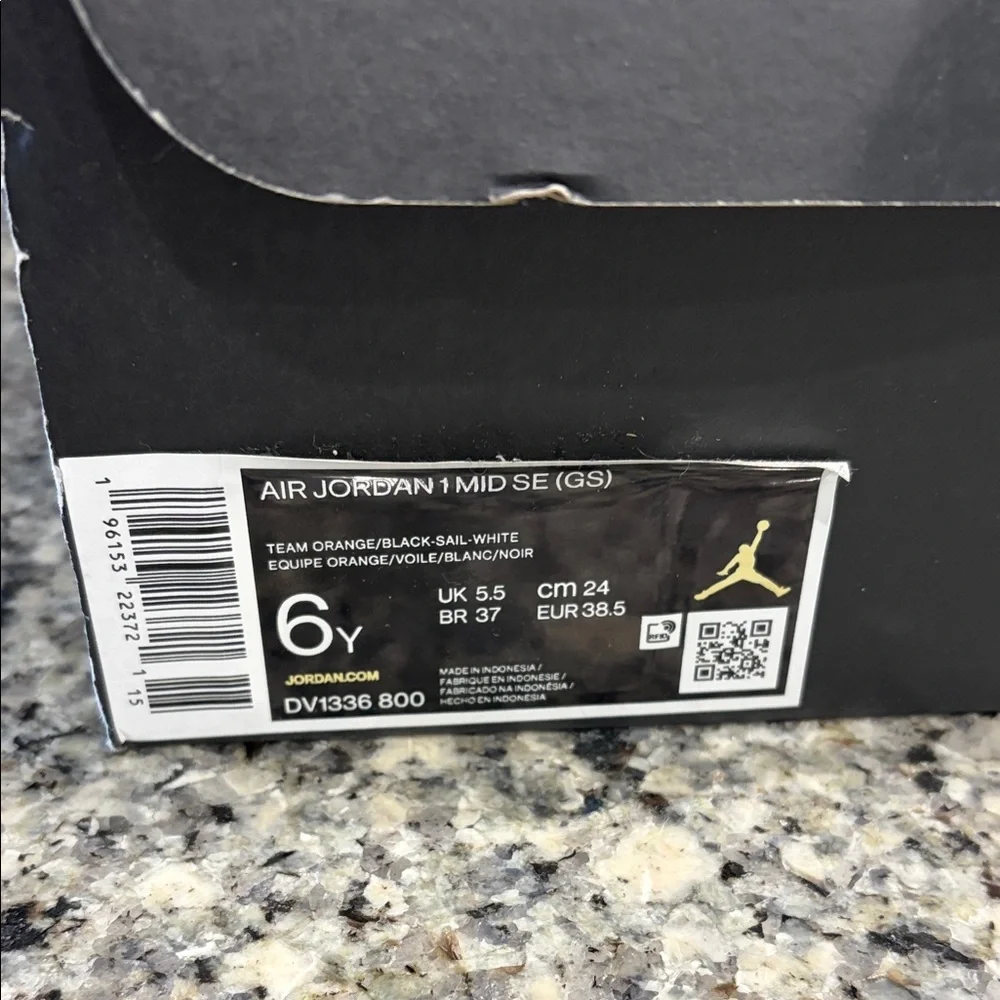 AIR JORDAN 1 MID SE (GS)
TEAM ORANGE/BLACK-SAIL-WHITE
EQUIPE ORANGE/VOILE/BLANC/NOIR
6Y
UK 5.5 cm 24
BR 37 EUR 38.5
RFID
JORDAN.COM
DV1336 800
MADE IN INDONESIA /
FABRIQUE EN INDONESIE /
FABRICADO NA INDONÉSIA /
HECHO EN INDONESIA
1 96153 22372 1 15